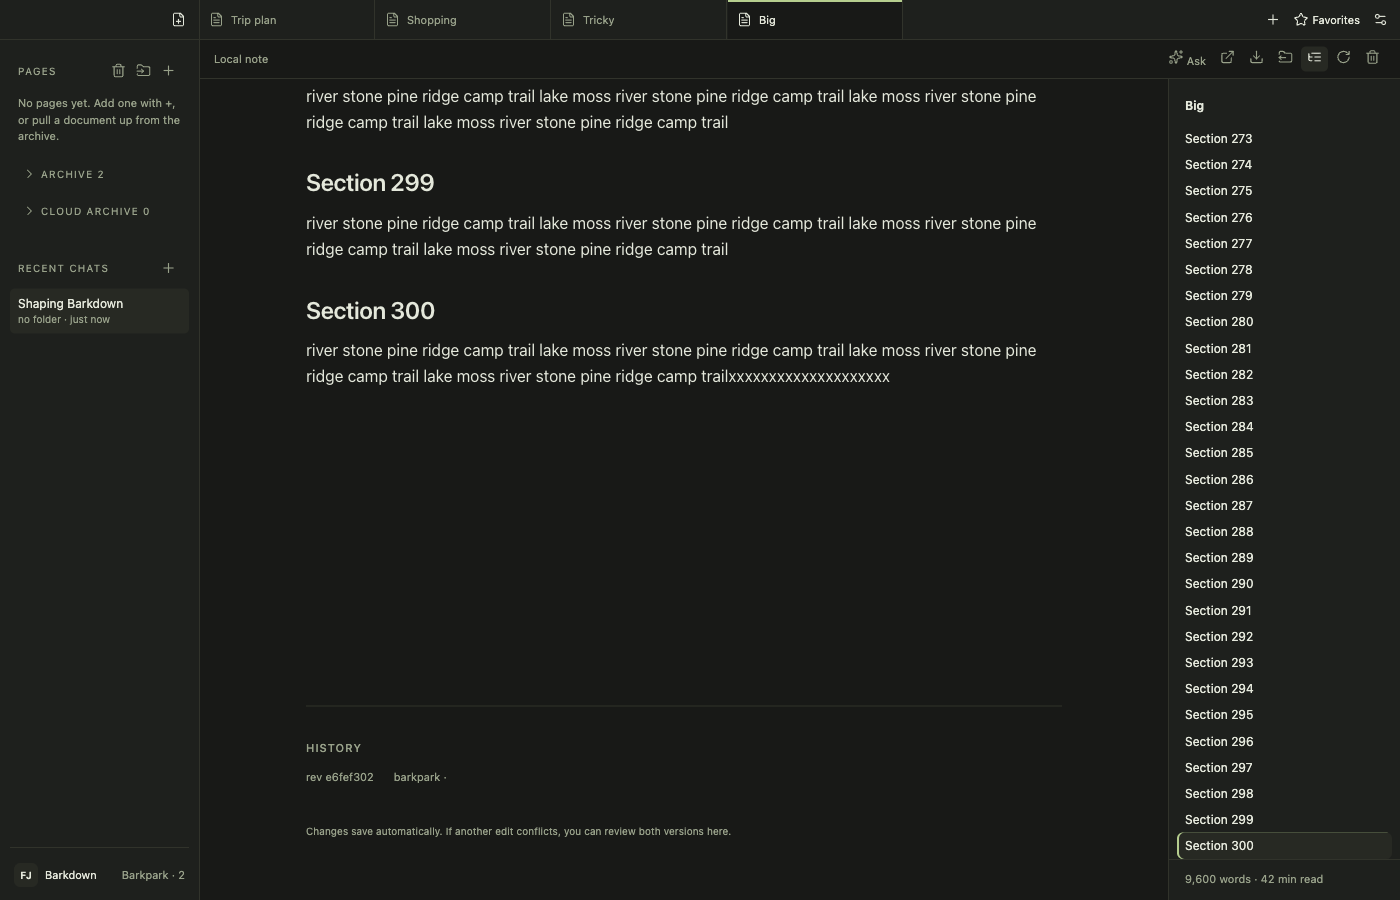 Trip plan
Shopping
Tricky
Big
Favorites
Local note
Ask
PAGES
No pages yet. Add one with +,
or pull a document up from the
archive.
ARCHIVE 2
CLOUD ARCHIVE 0
RECENT CHATS
Shaping Barkdown
no folder · just now
FJ Barkdown
Barkpark · 2
river stone pine ridge camp trail lake moss river stone pine ridge camp trail lake moss river stone pine
ridge camp trail lake moss river stone pine ridge camp trail
Section 299
river stone pine ridge camp trail lake moss river stone pine ridge camp trail lake moss river stone pine
ridge camp trail lake moss river stone pine ridge camp trail
Section 300
river stone pine ridge camp trail lake moss river stone pine ridge camp trail lake moss river stone pine
ridge camp trail lake moss river stone pine ridge camp trailxxxxxxxxxxxxxxxxxxxx
HISTORY
rev e6fef302 barkpark ·
Changes save automatically. If another edit conflicts, you can review both versions here.
Big
Section 273
Section 274
Section 275
Section 276
Section 277
Section 278
Section 279
Section 280
Section 281
Section 282
Section 283
Section 284
Section 285
Section 286
Section 287
Section 288
Section 289
Section 290
Section 291
Section 292
Section 293
Section 294
Section 295
Section 296
Section 297
Section 298
Section 299
Section 300
9,600 words · 42 min read